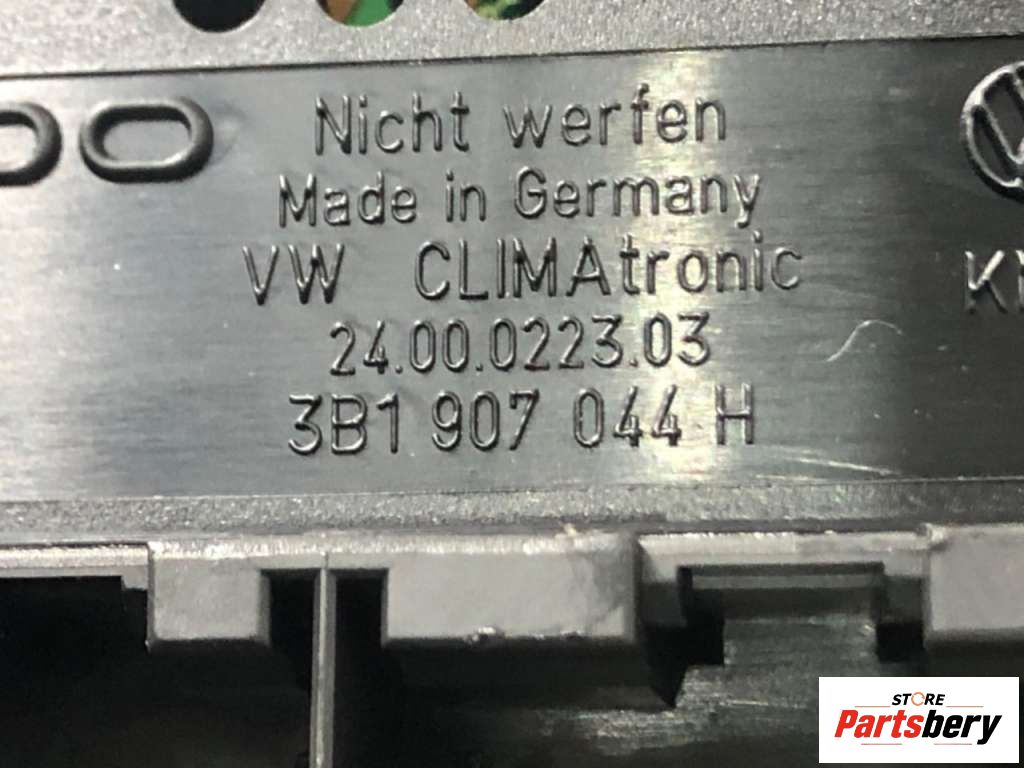 Nicht werfen
Made in Germany
VW CLIMAtronic
24.00.0223.03
3B1 907 044 H
STORE
Partsbery